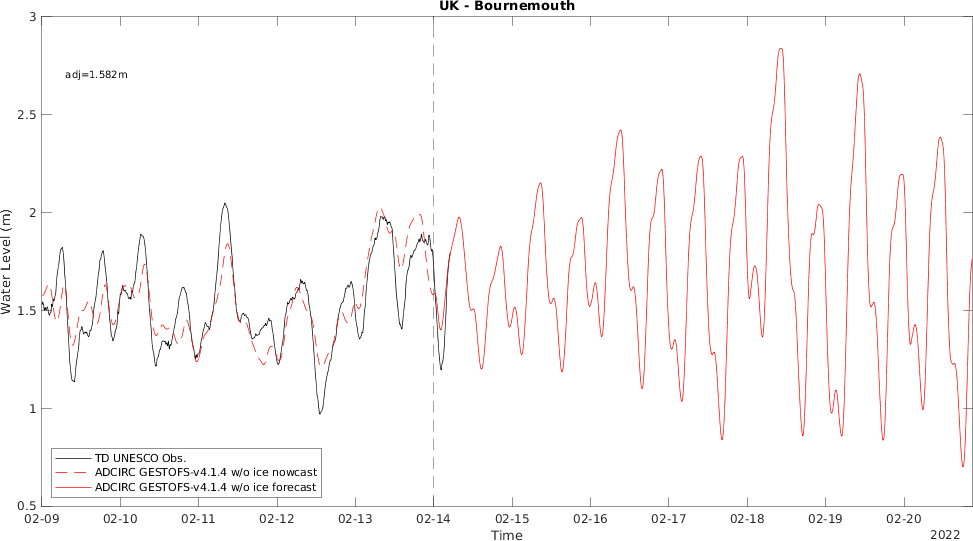 UK - Bournemouth
3
adj=1.582m
2.5
2
Water Level (m)
1.5
1
TD UNESCO Obs.
ADCIRC GESTOFS-v4.1.4 w/o ice nowcast
ADCIRC GESTOFS-v4.1.4 w/o ice forecast
0.5
02-09 02-10 02-11 02-12 02-13 02-14 02-15 02-16 02-17 02-18 02-19 02-20
Time
2022